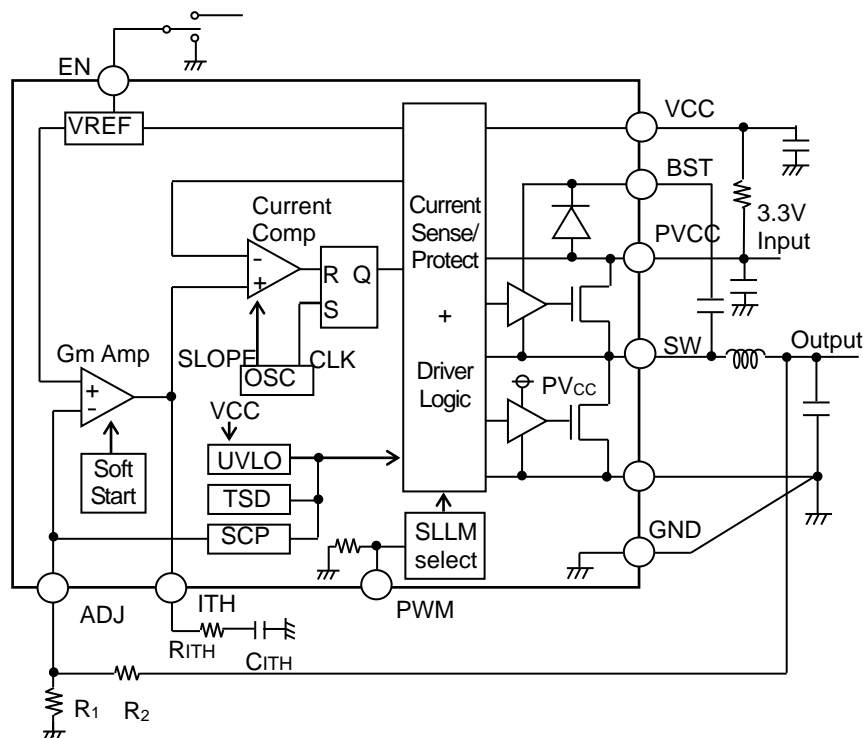 EN
VREF
VCC
BST
Current
Comp
Current
Sense/
Protect
+
Driver
Logic
3.3V
Input
PVCC
-
+
R Q
S
Gm Amp
SLOPE
CLK
OSC
SW
Output
+
-
PVCC
VCC
Soft
Start
UVLO
TSD
SCP
SLLM
select
GND
ADJ
ITH
PWM
RITH
CITH
R1
R2